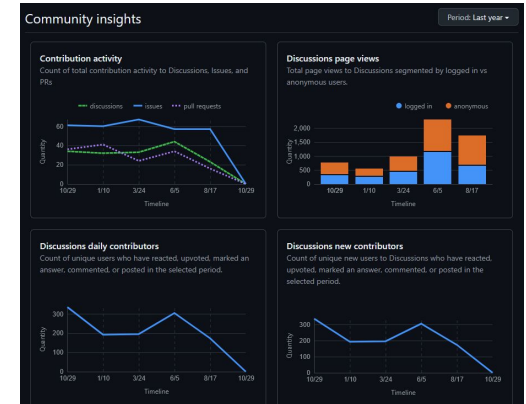 Community insights
Period: Last year
Contribution activity
Count of total contribution activity to Discussions, Issues, and
PRs
discussions issues pull requests
Quantity
60
40
20
0
10/29 1/10 3/24 6/5 8/17 10/29
Timeline
Discussions page views
Total page views to Discussions segmented by logged in vs
anonymous users.
logged in anonymous
Quantity
2,000
1,500
1,000
500
0
10/29 1/10 3/24 6/5 8/17
Timeline
Discussions daily contributors
Count of unique users who have reacted, upvoted, marked an
answer, commented, or posted in the selected period.
Quantity
300
200
100
0
10/29 1/10 3/24 6/5 8/17 10/29
Timeline
Discussions new contributors
Count of unique new users to Discussions who have reacted,
upvoted, marked an answer, commented, or posted in the
selected period.
Quantity
300
200
100
0
10/29 1/10 3/24 6/5 8/17 10/29
Timeline